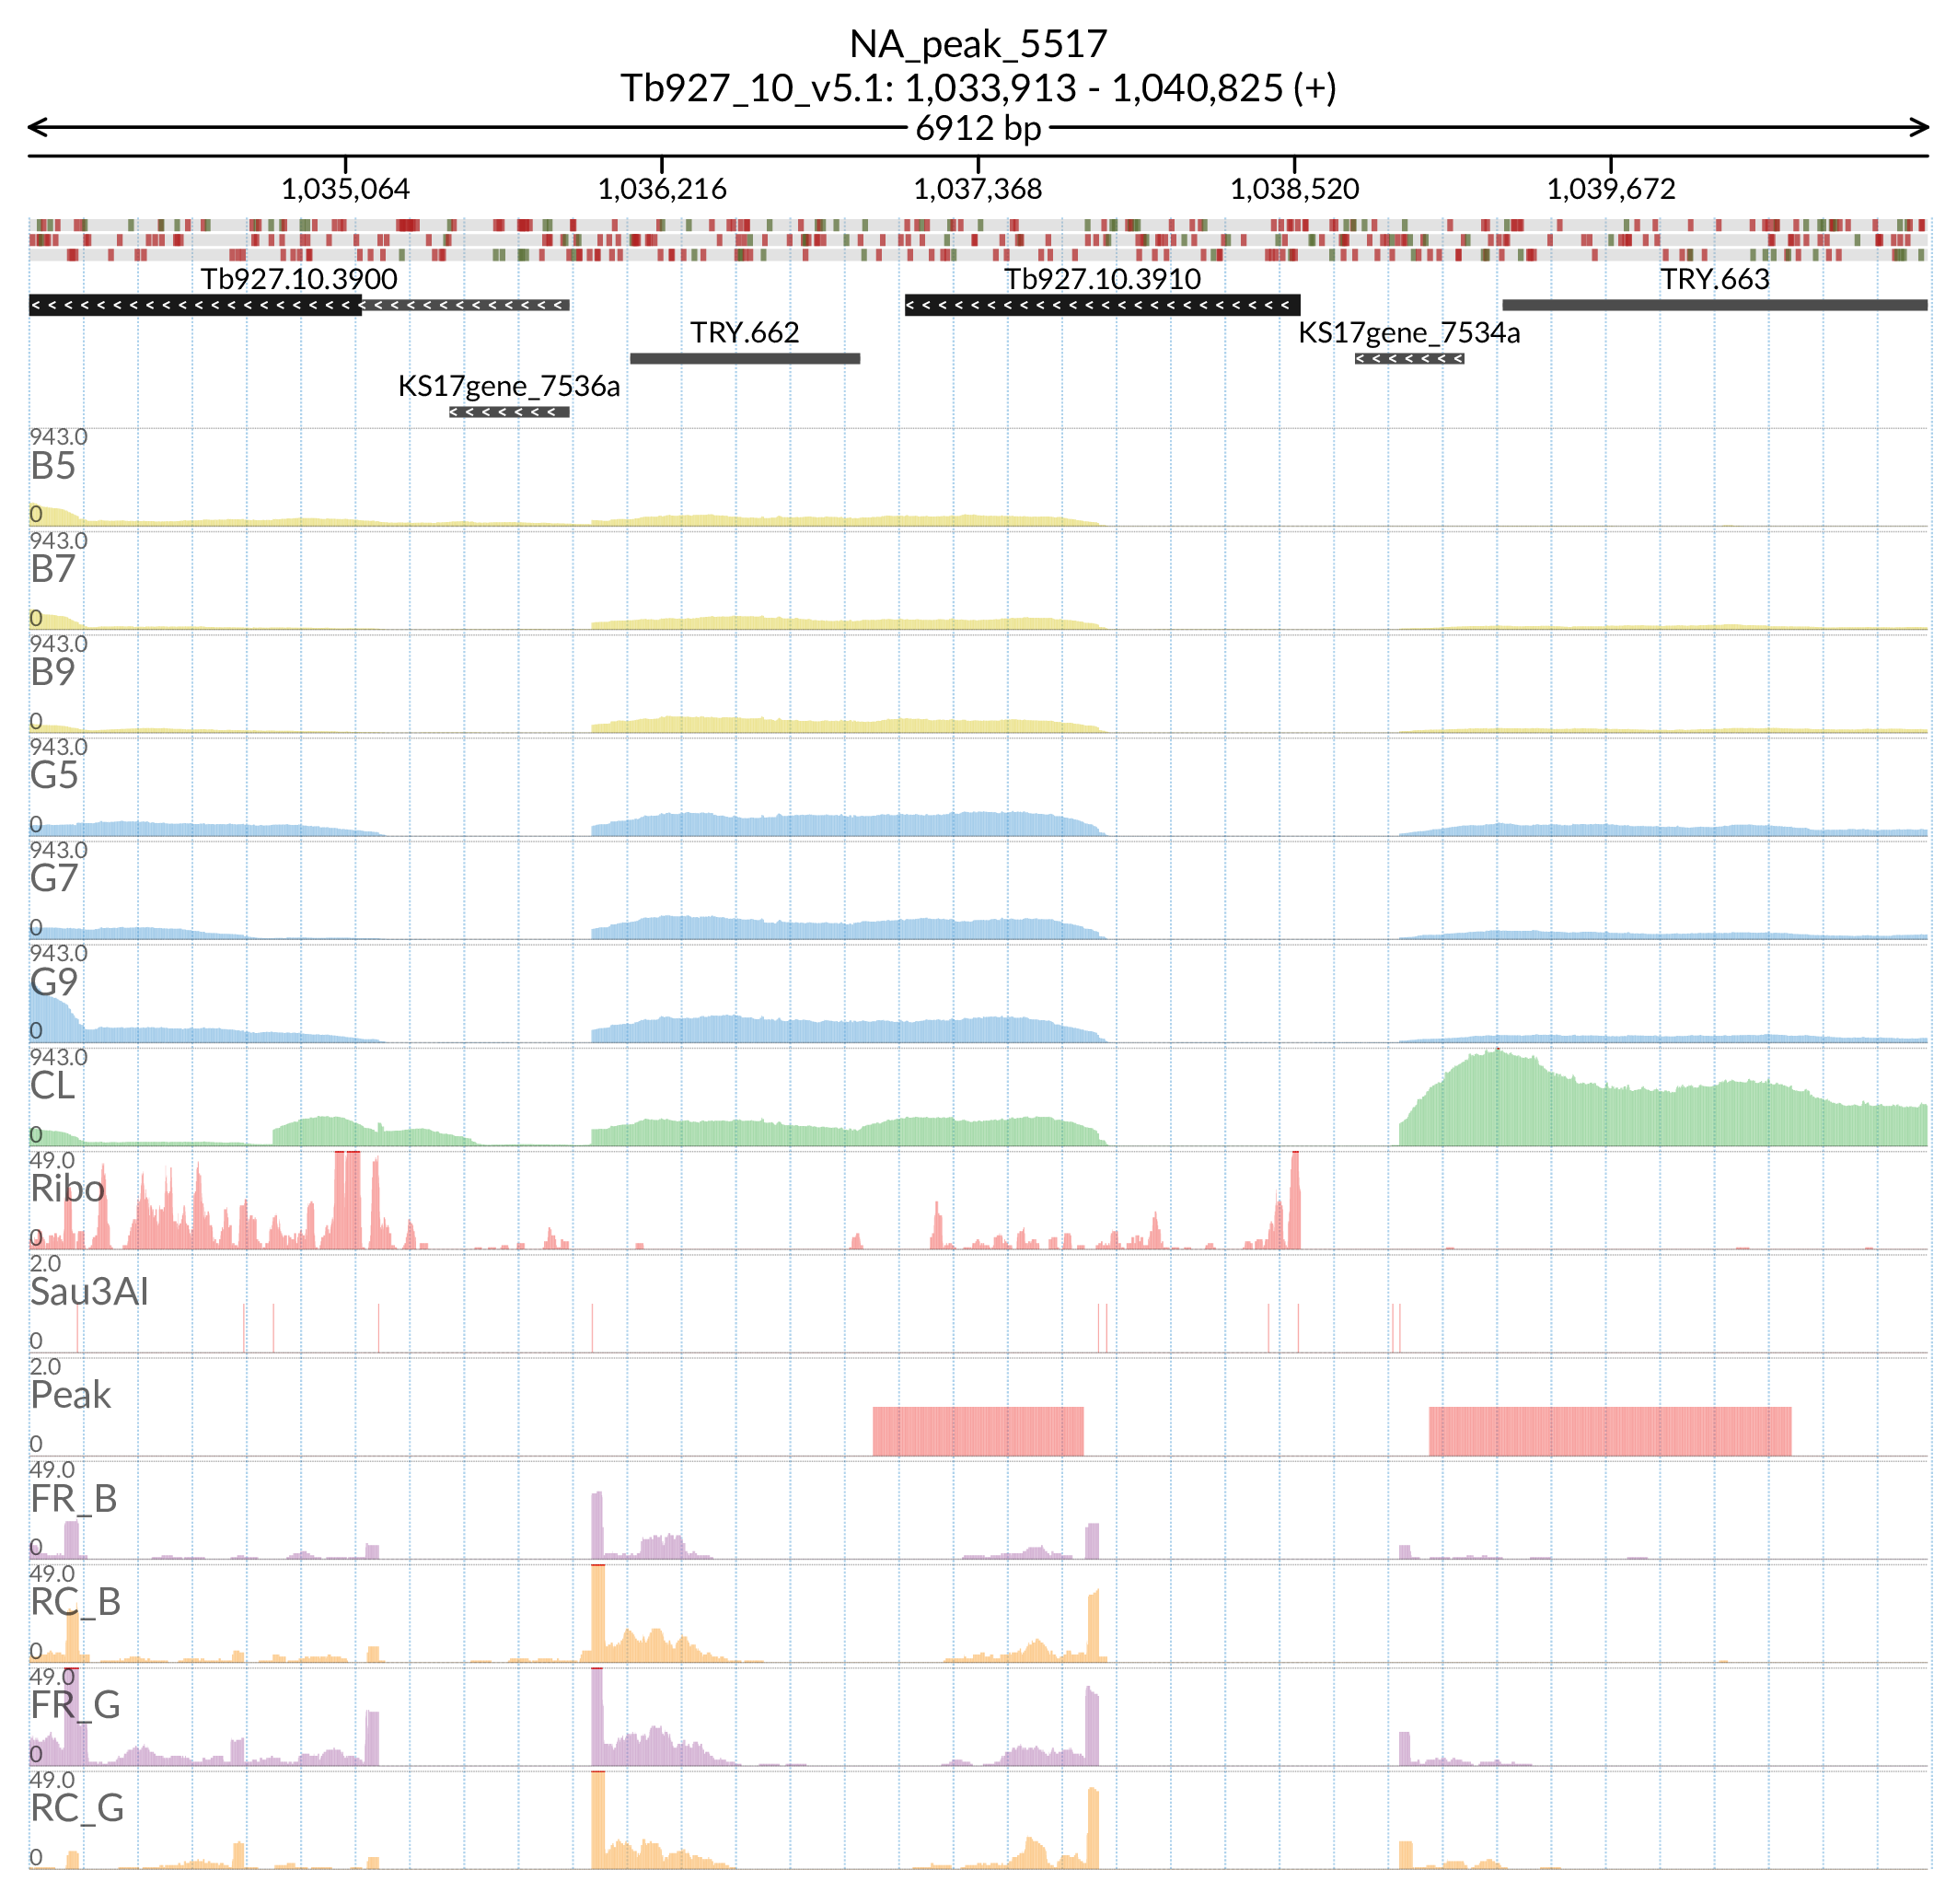 NA_peak_5517
Tb927_10_v5.1: 1,033,913 - 1,040,825 (+)
6912 bp
1,035,064 1,036,216 1,037,368 1,038,520 1,039,672
Tb927.10.3900 Tb927.10.3910 TRY.663
TRY.662 KS17gene_7534a
KS17gene_7536a
943.0
B5
0
943.0
B7
0
943.0
B9
0
943.0
G5
0
943.0
G7
0
943.0
G9
0
943.0
CL
0
49.0
Ribo
0
2.0
Sau3AI
0
2.0
Peak
0
49.0
FR_B
0
49.0
RC_B
0
49.0
FR_G
0
49.0
RC_G
0